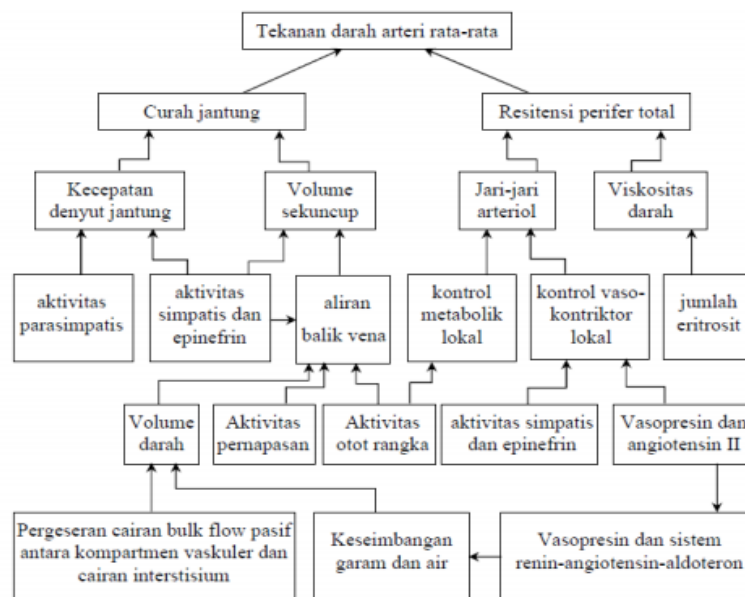 Tekanan darah arteri rata-rata
Curah jantung
Resitensi perifer total
Kecepatan
denyut jantung
Volume
sekuncup
Jari-jari
arteriol
Viskositas
darah
aktivitas
parasimpatis
aktivitas
simpatis dan
epinefrin
aliran
balik vena
kontrol
metabolik
lokal
kontrol vaso-
kontriktor
lokal
jumlah
eritrosit
Volume
darah
Aktivitas
pernapasan
Aktivitas
otot rangka
aktivitas simpatis
dan epinefrin
Vasopresin dan
angiotensin II
Pergeseran cairan bulk flow pasif
antara kompartmen vaskuler dan
cairan interstisium
Keseimbangan
garam dan air
Vasopresin dan sistem
renin-angiotensin-aldoteron